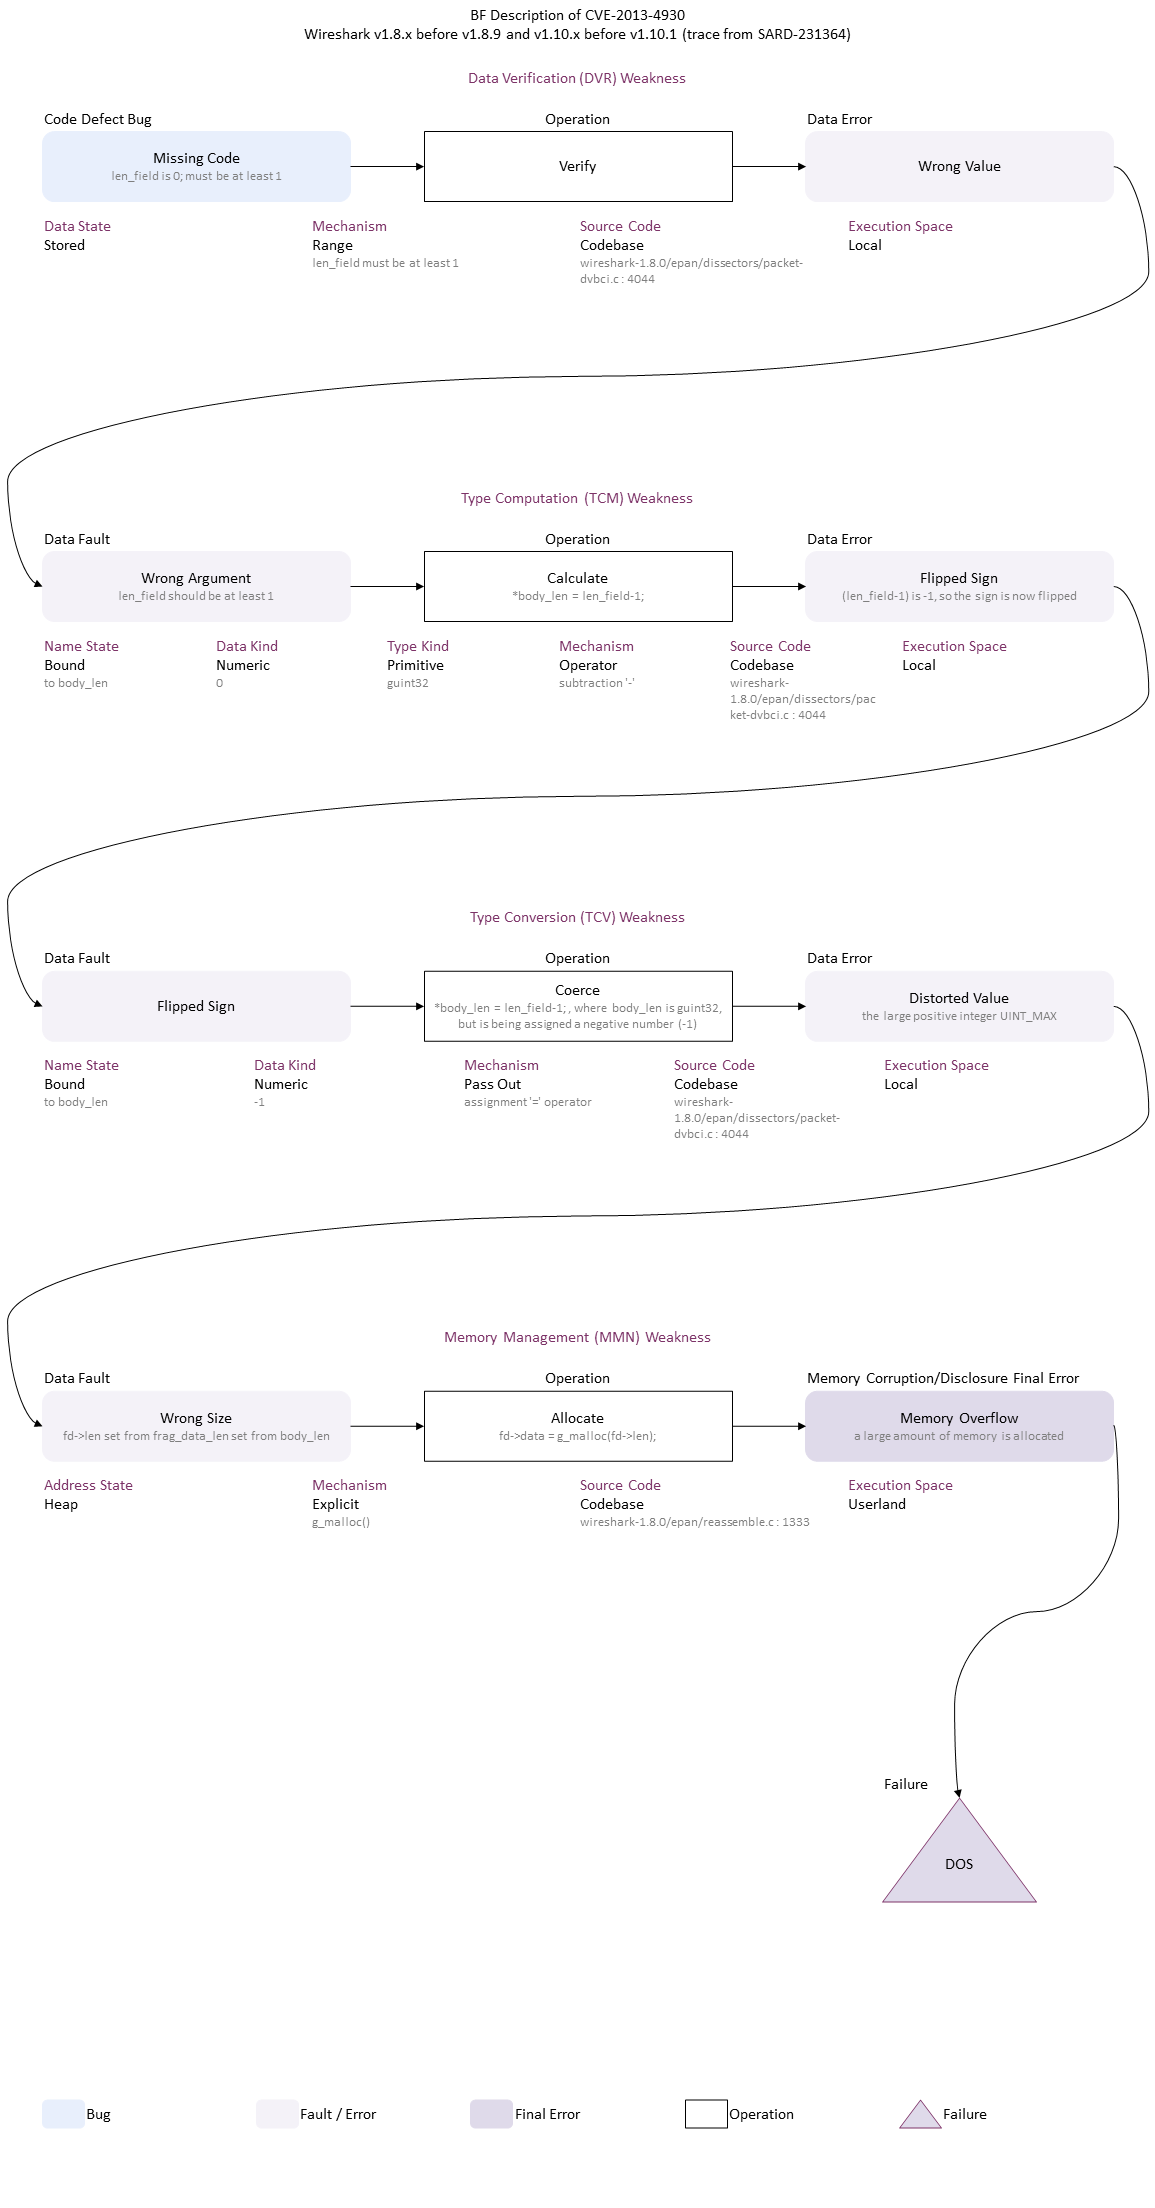 BF Description of CVE-2013-4930
Wireshark v1.8.x before v1.8.9 and v1.10.x before v1.10.1 (trace from SARD-231364)
Data Verification (DVR) Weakness
Code Defect Bug
Operation
Data Error
Missing Code
len_field is 0; must be at least 1
Verify
Wrong Value
Data State
Mechanism
Source Code
Execution Space
Stored
Range
Codebase
Local
len_field must be at least 1
wireshark-1.8.0/epan/dissectors/packet-
dvbci.c : 4044
Type Computation (TCM) Weakness
Data Fault
Operation
Data Error
Wrong Argument
len_field should be at least 1
Calculate
*body_len = len_field-1;
Flipped Sign
(len_field-1) is -1, so the sign is now flipped
Name State
Data Kind
Type Kind
Mechanism
Source Code
Execution Space
Bound
Numeric
Primitive
Operator
Codebase
Local
to body_len
0
guint32
subtraction '-'
wireshark-
1.8.0/epan/dissectors/pac
ket-dvbci.c : 4044
Type Conversion (TCV) Weakness
Data Fault
Operation
Data Error
Flipped Sign
Coerce
*body_len = len_field-1; , where body_len is guint32,
but is being assigned a negative number (-1)
Distorted Value
the large positive integer UINT_MAX
Name State
Data Kind
Mechanism
Source Code
Execution Space
Bound
Numeric
Pass Out
Codebase
Local
to body_len
-1
assignment '=' operator
wireshark-
1.8.0/epan/dissectors/packet-
dvbci.c : 4044
Memory Management (MMN) Weakness
Data Fault
Operation
Memory Corruption/Disclosure Final Error
Wrong Size
fd->len set from frag_data_len set from body_len
Allocate
fd->data = g_malloc(fd->len);
Memory Overflow
a large amount of memory is allocated
Address State
Mechanism
Source Code
Execution Space
Heap
Explicit
Codebase
Userland
g_malloc()
wireshark-1.8.0/epan/reassemble.c : 1333
Failure
DOS
Bug
Fault / Error
Final Error
Operation
Failure